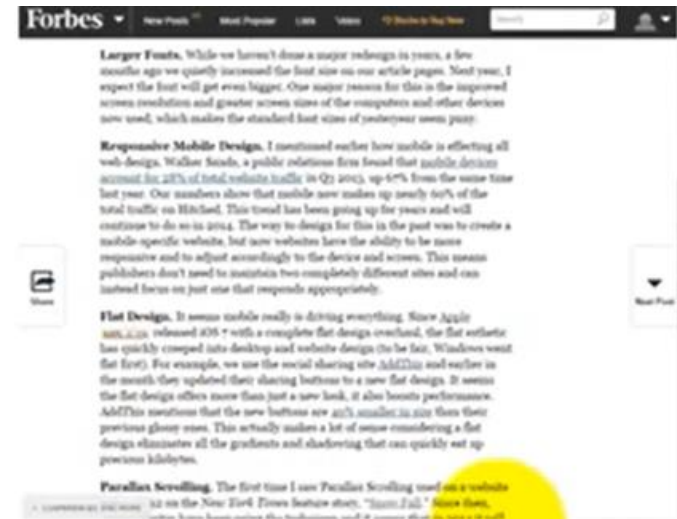 Forbes New Posts Most Popular Lists Video Search
Larger Fonts. While we haven't done a major redesign in years, a few
months ago we quietly increased the font size on our article pages. Next year, I
expect the font will get even bigger. One major reason for this is the improved
screen resolution and greater screen sizes of the computers and other devices
now used, which makes the standard font sizes of yesteryear seem puny.
Responsive Mobile Design. I mentioned earlier how mobile is effecting all
web design. Walker Sands, a public relations firm found that mobile devices
account for 28% of total website traffic in Q3 2013, up 67% from the same time
last year. Our numbers show that mobile now makes up nearly 60% of the
total traffic on Hitched. This trend has been going up for years and will
continue to do so in 2014. The way to design for this in the past was to create a
mobile-specific website, but now websites have the ability to be more
responsive and to adjust accordingly to the device and screen. This means
publishers don't need to maintain two completely different sites and can
instead focus on just one that responds appropriately.
Share
Next Post
Flat Design. It seems mobile really is driving everything. Since Apple
released iOS 7 with a complete flat design overhaul, the flat esthetic
has quickly creeped into desktop and website design (to be fair, Windows went
flat first). For example, we use the social sharing site AddThis and earlier in
the month they updated their sharing buttons to a new flat design. It seems
the flat design offers more than just a new look, it also boosts performance.
AddThis mentions that the new buttons are 20% smaller in size than their
previous glossy ones. This actually makes a lot of sense considering a flat
design eliminates all the gradients and shadowing that can quickly eat up
precious kilobytes.
Parallax Scrolling. The first time I saw Parallax Scrolling used on a website
on the New York Times feature story, "Snow Fall." Since then,